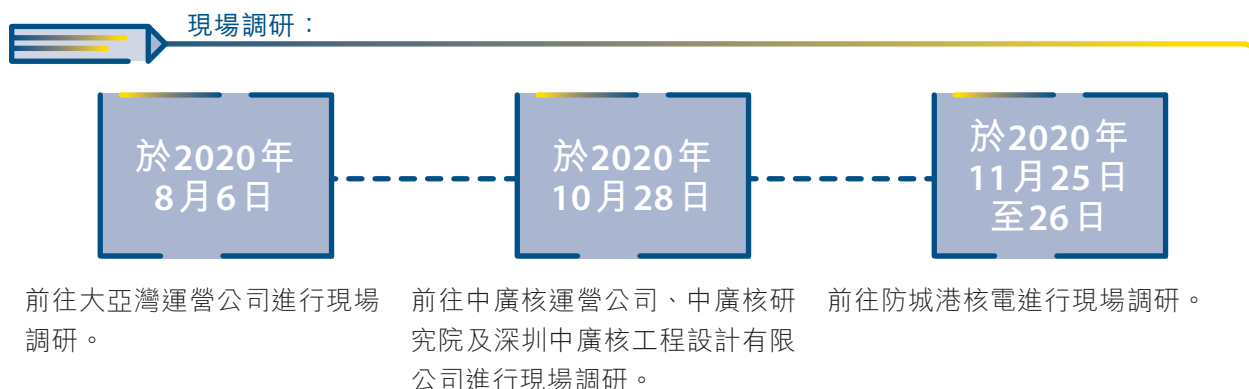 現場調研：
於2020年
8月6日
於2020年
10月28日
於2020年
11月25日
至26日
前往大亞灣運營公司進行現場
調研。
前往中廣核運營公司、中廣核研
究院及深圳中廣核工程設計有限
公司進行現場調研。
前往防城港核電進行現場調研。